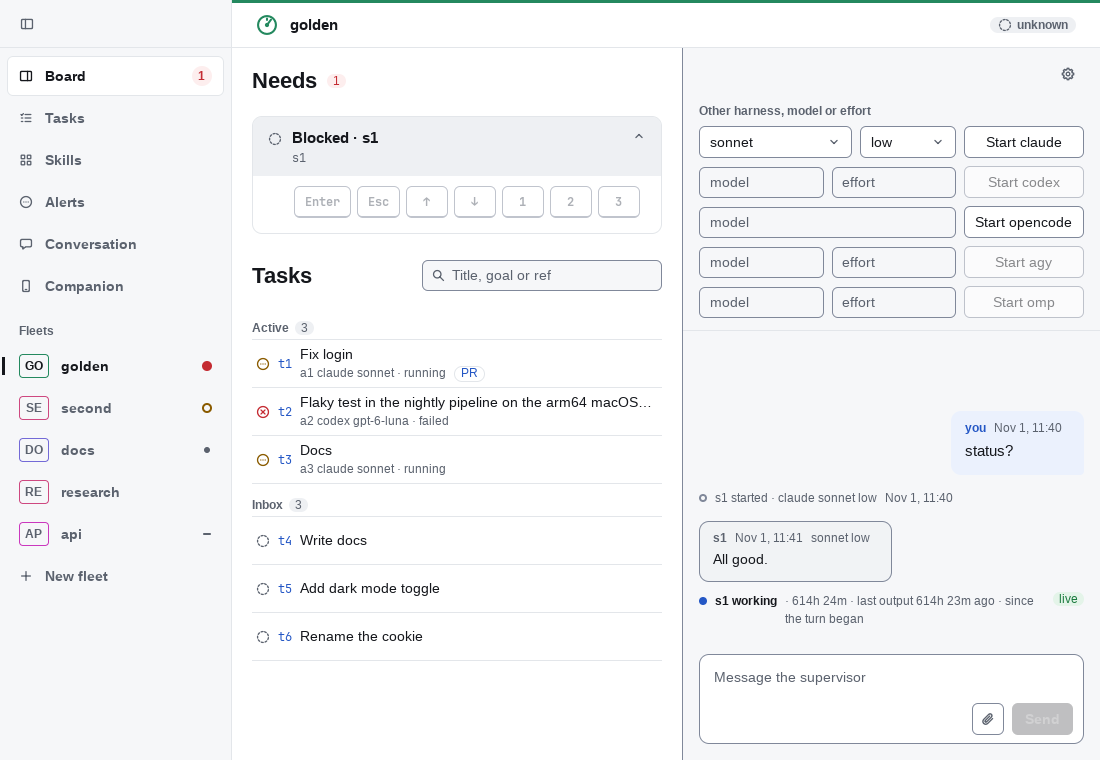 golden
unknown
Board 1
Tasks
Skills
Alerts
Conversation
Companion
Fleets
GO golden
SE second
DO docs
RE research
AP api
New fleet
Needs 1
Blocked · s1
s1
Enter Esc ↑ ↓ 1 2 3
Tasks
Title, goal or ref
Active 3
t1 Fix login
a1 claude sonnet · running PR
t2 Flaky test in the nightly pipeline on the arm64 macOS…
a2 codex gpt-6-luna · failed
t3 Docs
a3 claude sonnet · running
Inbox 3
t4 Write docs
t5 Add dark mode toggle
t6 Rename the cookie
Other harness, model or effort
sonnet low Start claude
model effort Start codex
model Start opencode
model effort Start agy
model effort Start omp
you Nov 1, 11:40
status?
s1 started · claude sonnet low Nov 1, 11:40
s1 Nov 1, 11:41 sonnet low
All good.
s1 working · 614h 24m · last output 614h 23m ago · since
the turn began
live
Message the supervisor
Send